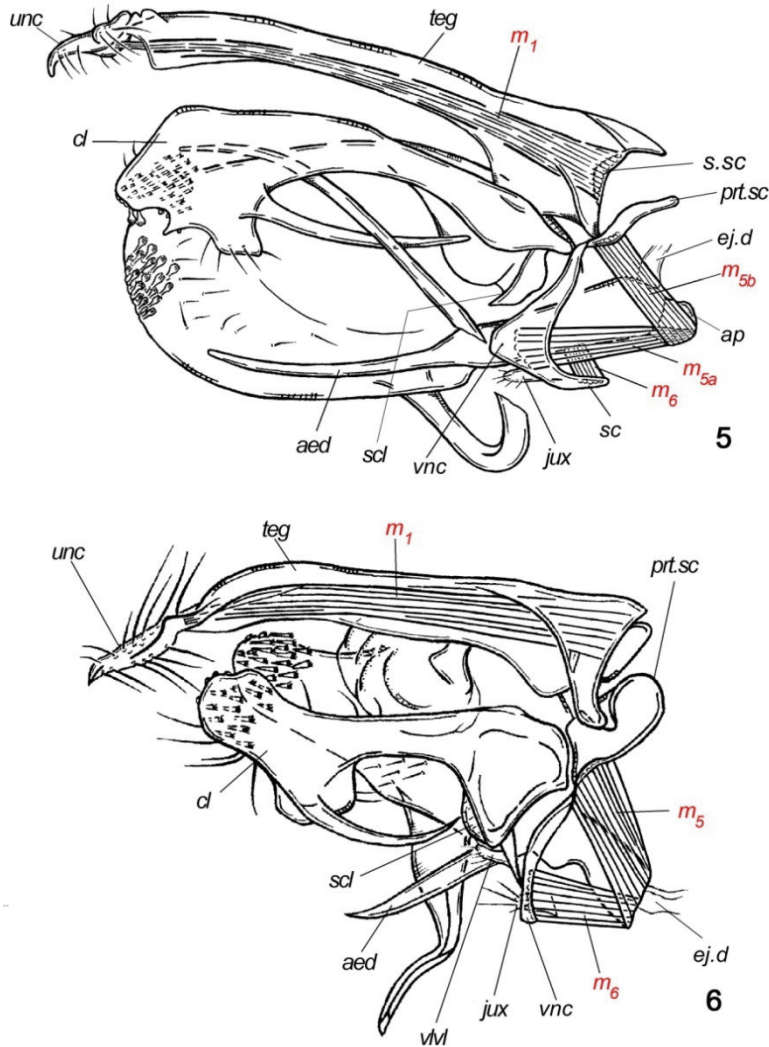 unc
teg
m1
cl
s.sc
prt.sc
ej.d
m5b
ap
m5a
m6
sc
jux
vnc
scl
aed
5
unc
teg
m1
prt.sc
cl
m5
scl
aed
ej.d
m6
vnc
jux
vlvl
6